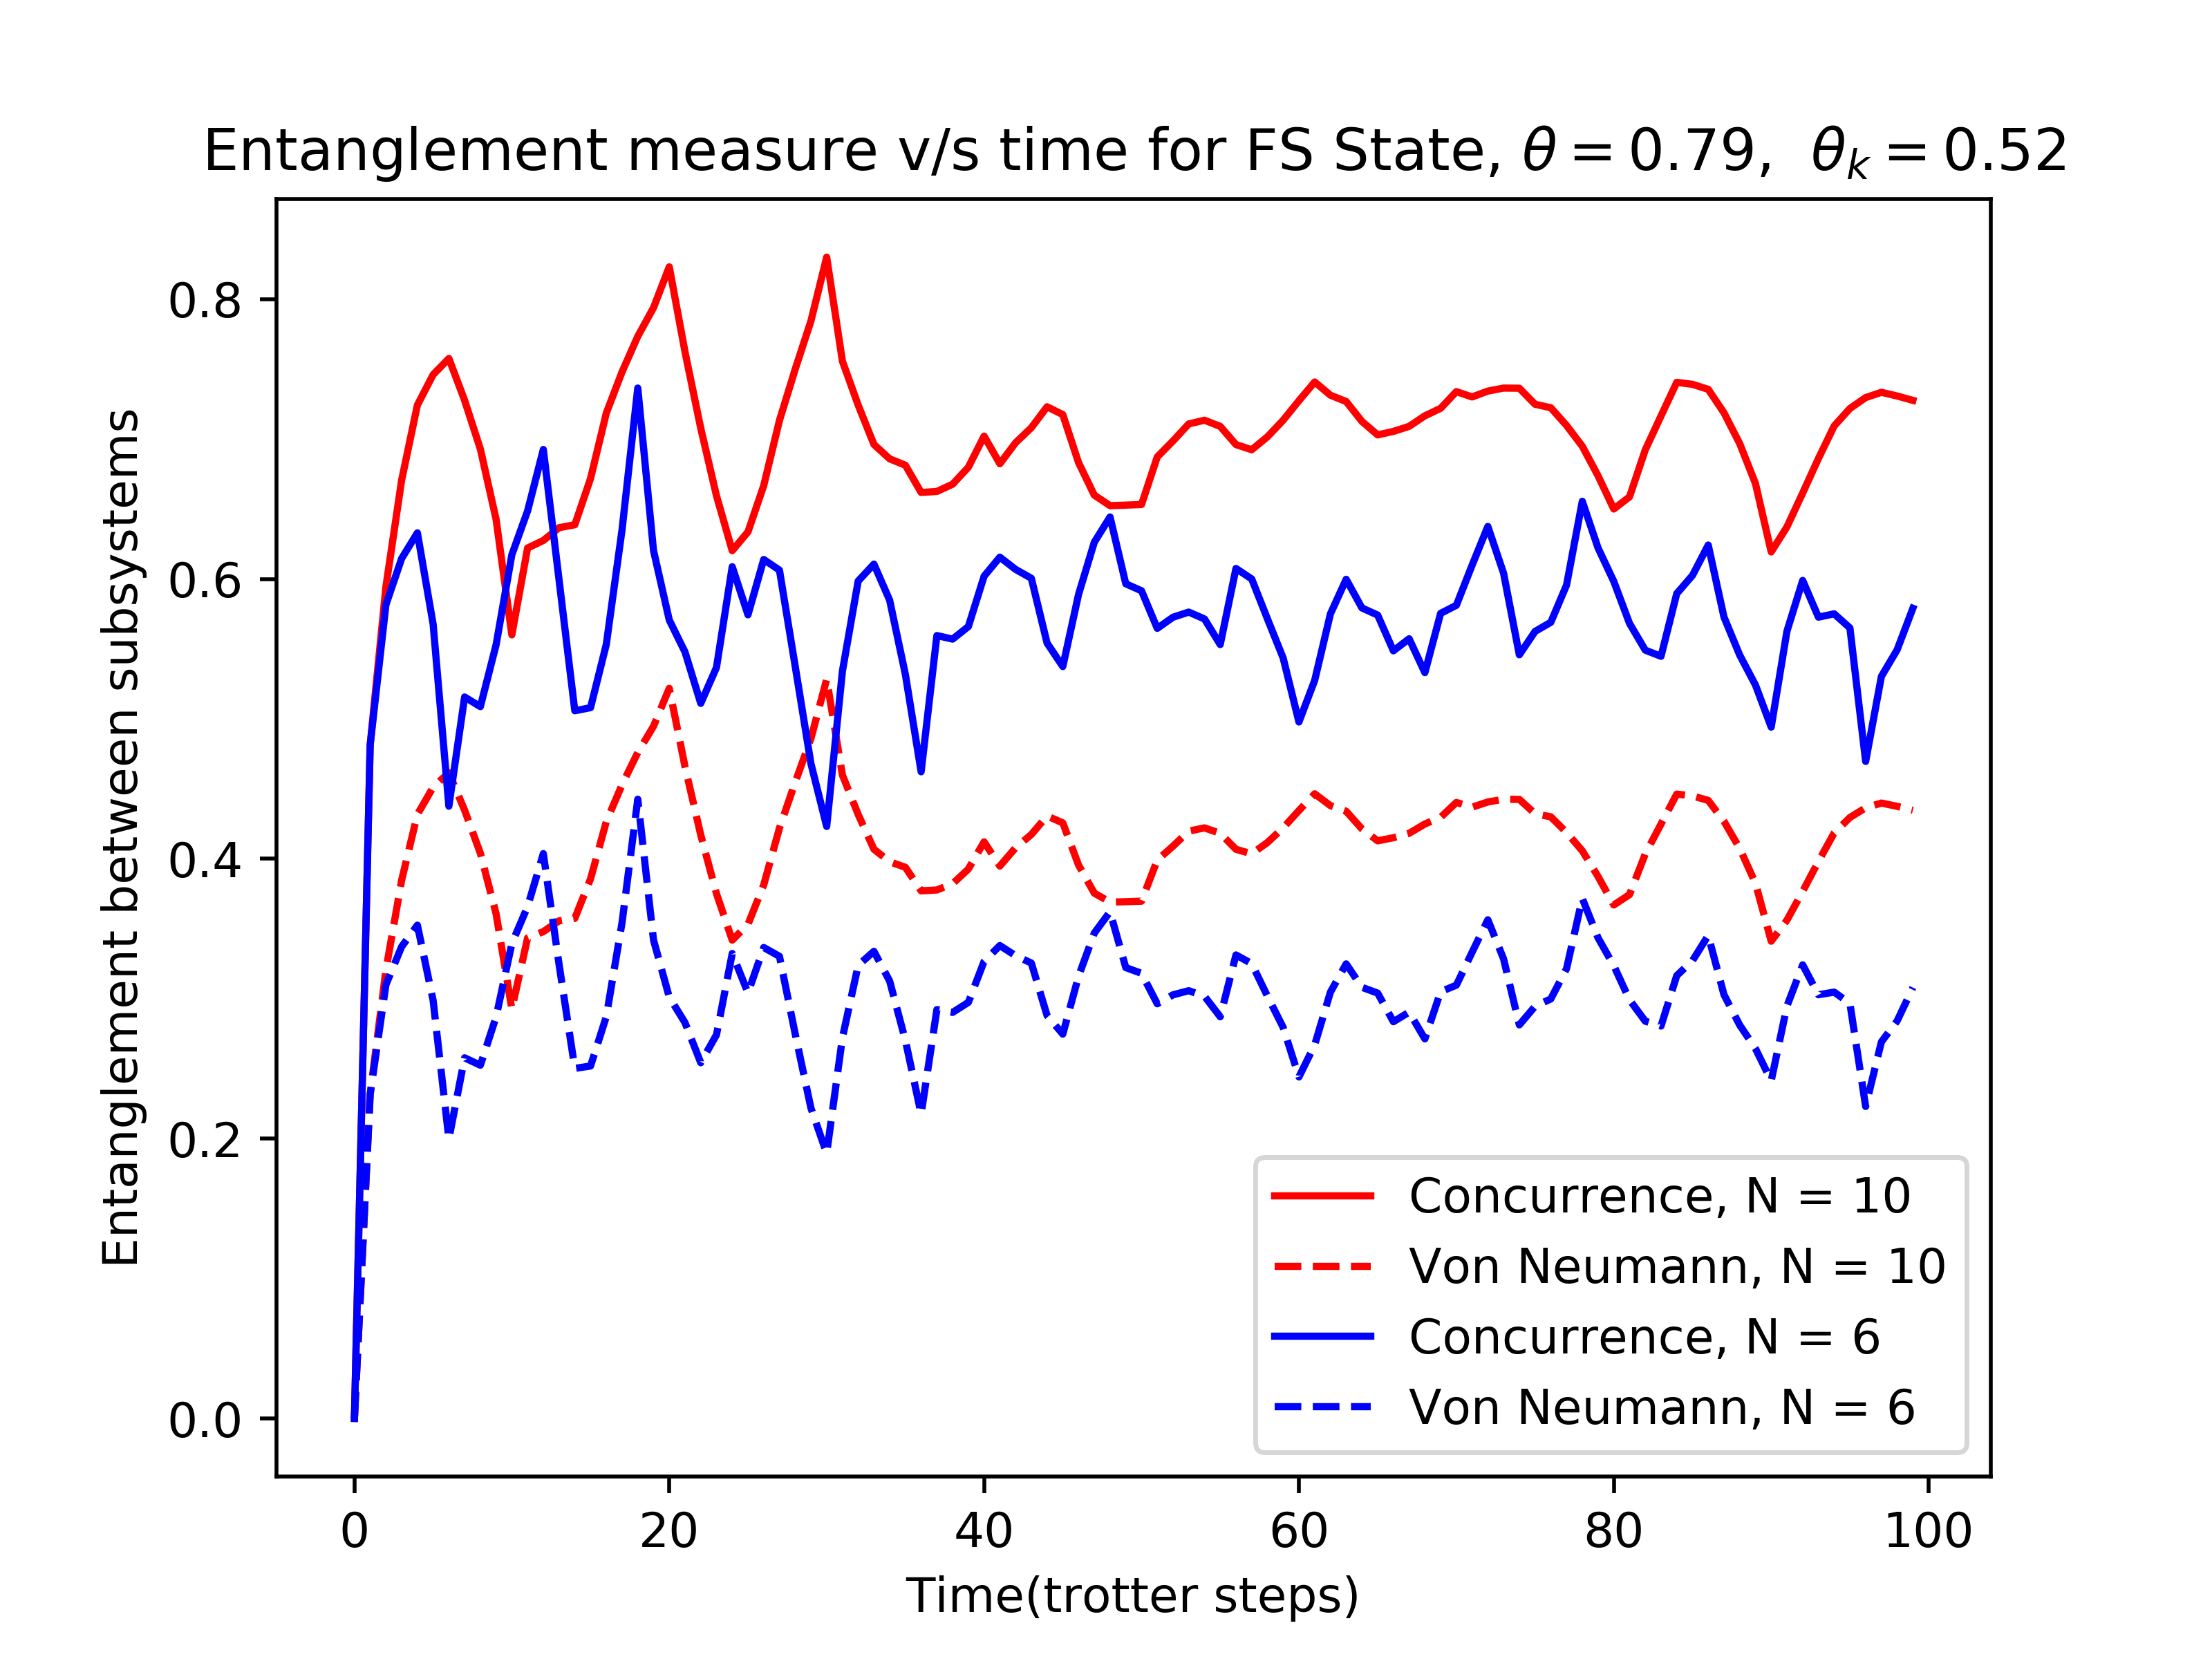 Entanglement measure v/s time for FS State, θ = 0.79, θₖ = 0.52
Entanglement between subsystems
0.8
0.6
0.4
0.2
0.0
0 20 40 60 80 100
Time(trotter steps)
Concurrence, N = 10
Von Neumann, N = 10
Concurrence, N = 6
Von Neumann, N = 6